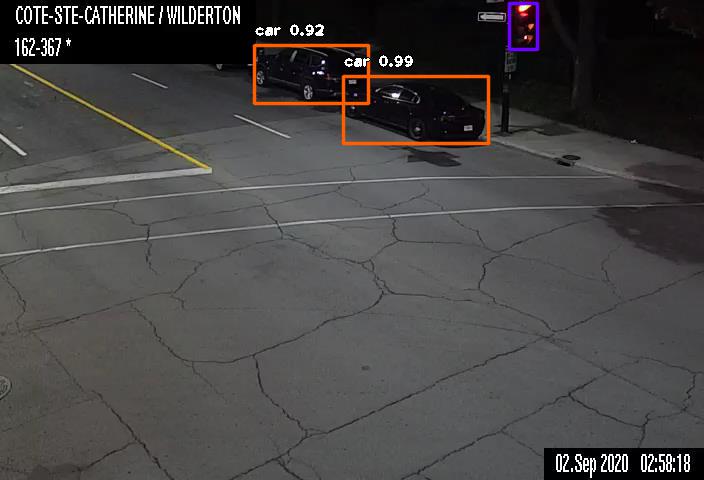 COTE-STE-CATHERINE / WILDERTON
162-367 *
car 0.92
car 0.99
02.Sep 2020 02:58:18